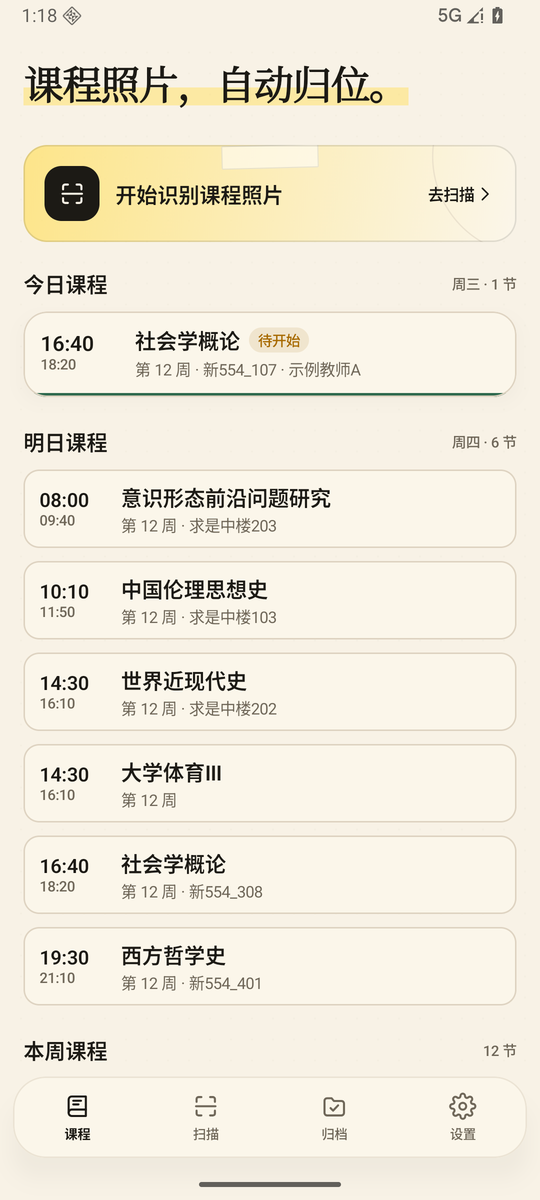 1:18
5G
课程照片，自动归位。
开始识别课程照片
去扫描
今日课程
周三 · 1 节
16:40
18:20
社会学概论
待开始
第 12 周 · 新554_107 · 示例教师A
明日课程
周四 · 6 节
08:00
09:40
意识形态前沿问题研究
第 12 周 · 求是中楼203
10:10
11:50
中国伦理思想史
第 12 周 · 求是中楼103
14:30
16:10
世界近现代史
第 12 周 · 求是中楼202
14:30
16:10
大学体育III
第 12 周
16:40
18:20
社会学概论
第 12 周 · 新554_308
19:30
21:10
西方哲学史
第 12 周 · 新554_401
本周课程
12 节
课程
扫描
归档
设置